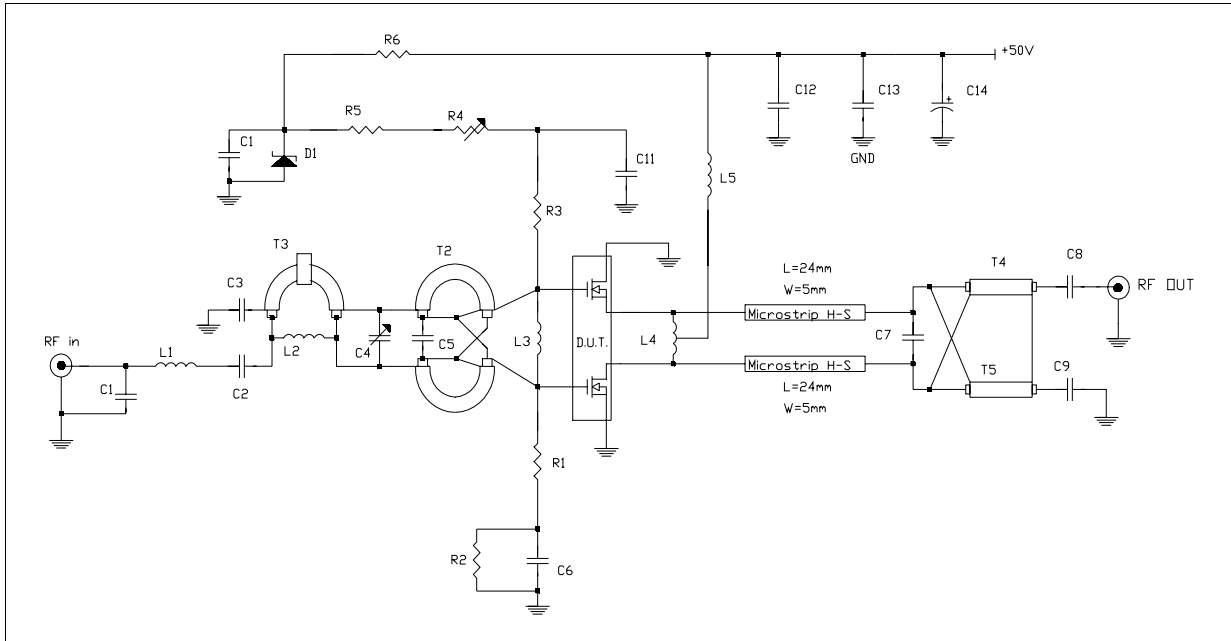 R6
+50V
C12
C13
C14
R5
R4
C1
D1
C11
GND
L5
R3
T3
T2
C3
L=24mm
W=5mm
T4
C8
RF OUT
Microstrip H-S
RF in
L1
L2
C4
C5
L3
D.U.T.
L4
C7
Microstrip H-S
T5
C9
C1
C2
L=24mm
W=5mm
R1
R2
C6